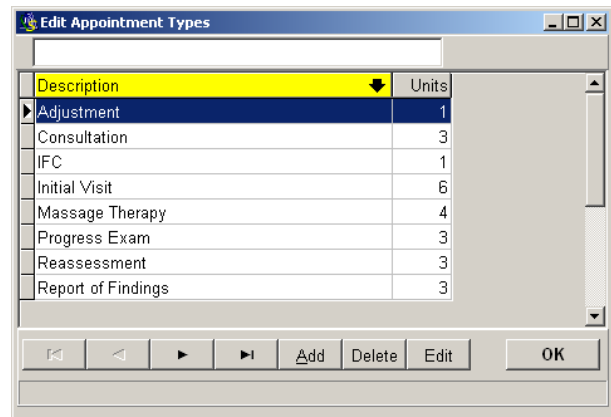 Edit Appointment Types
Description Units
Adjustment 1
Consultation 3
IFC 1
Initial Visit 6
Massage Therapy 4
Progress Exam 3
Reassessment 3
Report of Findings 3
Add Delete Edit OK